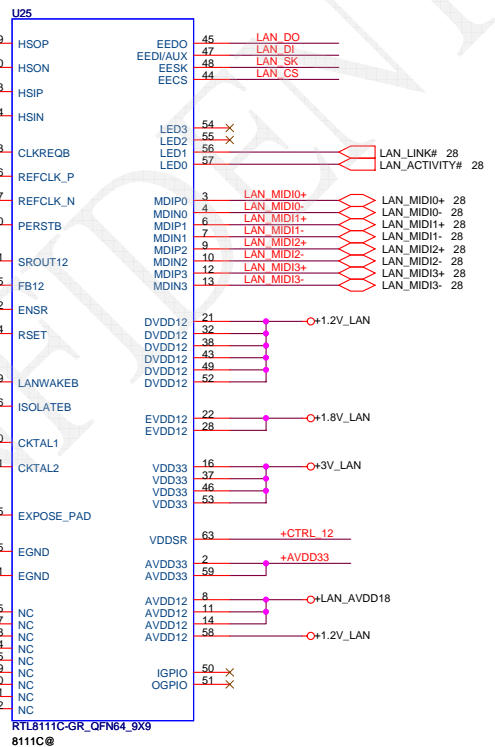 U25
HSOP EEDO 45 LAN_DO
EEDI/AUX 47 LAN_DI
HSON EESK 48 LAN_SK
EECS 44 LAN_CS
HSIP
HSIN
LED3 54
LED2 55
CLKREQB LED1 56 LAN_LINK# 28
LED0 57 LAN_ACTIVITY# 28
REFCLK_P
REFCLK_N MDIP0 3 LAN_MIDI0+ LAN_MIDI0+ 28
MDIN0 4 LAN_MIDI0- LAN_MIDI0- 28
PERSTB MDIP1 6 LAN_MIDI1+ LAN_MIDI1+ 28
MDIN1 7 LAN_MIDI1- LAN_MIDI1- 28
MDIP2 9 LAN_MIDI2+ LAN_MIDI2+ 28
SROUT12 MDIN2 10 LAN_MIDI2- LAN_MIDI2- 28
MDIP3 12 LAN_MIDI3+ LAN_MIDI3+ 28
FB12 MDIN3 13 LAN_MIDI3- LAN_MIDI3- 28
ENSR
DVDD12 21 +1.2V_LAN
RSET DVDD12 32
DVDD12 38
DVDD12 43
DVDD12 49
LANWAKEB DVDD12 52
ISOLATEB
EVDD12 22 +1.8V_LAN
EVDD12 28
CKTAL1
CKTAL2 VDD33 16 +3V_LAN
VDD33 37
VDD33 46
VDD33 53
EXPOSE_PAD
VDDSR 63 +CTRL_12
EGND
AVDD33 2 +AVDD33
EGND AVDD33 59
AVDD12 8 +LAN_AVDD18
NC AVDD12 11
NC AVDD12 14
NC AVDD12 58 +1.2V_LAN
NC
NC
NC IGPIO 50
NC OGPIO 51
NC
NC
RTL8111C-GR_QFN64_9X9
8111C@